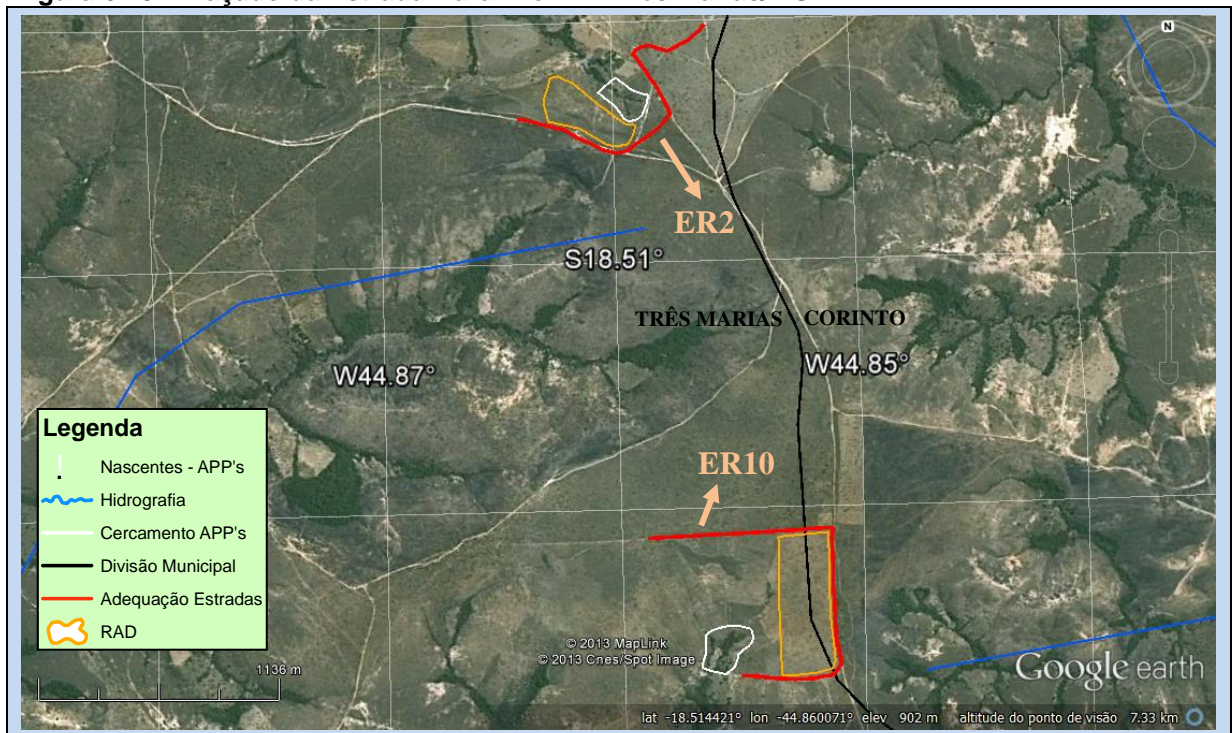 N
ER2
S18.51°
TRÊS MARIAS
CORINTO
W44.87°
W44.85°
ER10
Legenda
Nascentes - APP's
Hidrografia
Cercamento APP's
Divisão Municipal
Adequação Estradas
RAD
1136 m
© 2013 MapLink
© 2013 Cnes/Spot Image
Google earth
lat -18.514421° lon -44.860071° elev 902 m altitude do ponto de visão 7.33 km